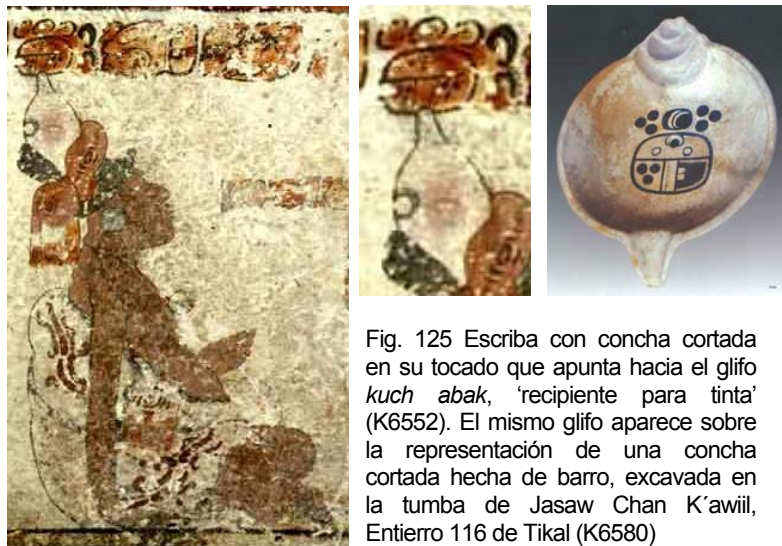 Fig. 125 Escriba con concha cortada
en su tocado que apunta hacia el glifo
kuch abak, ‘recipiente para tinta’
(K6552). El mismo glifo aparece sobre
la representación de una concha
cortada hecha de barro, excavada en
la tumba de Jasaw Chan K´awiil,
Entierro 116 de Tikal (K6580)